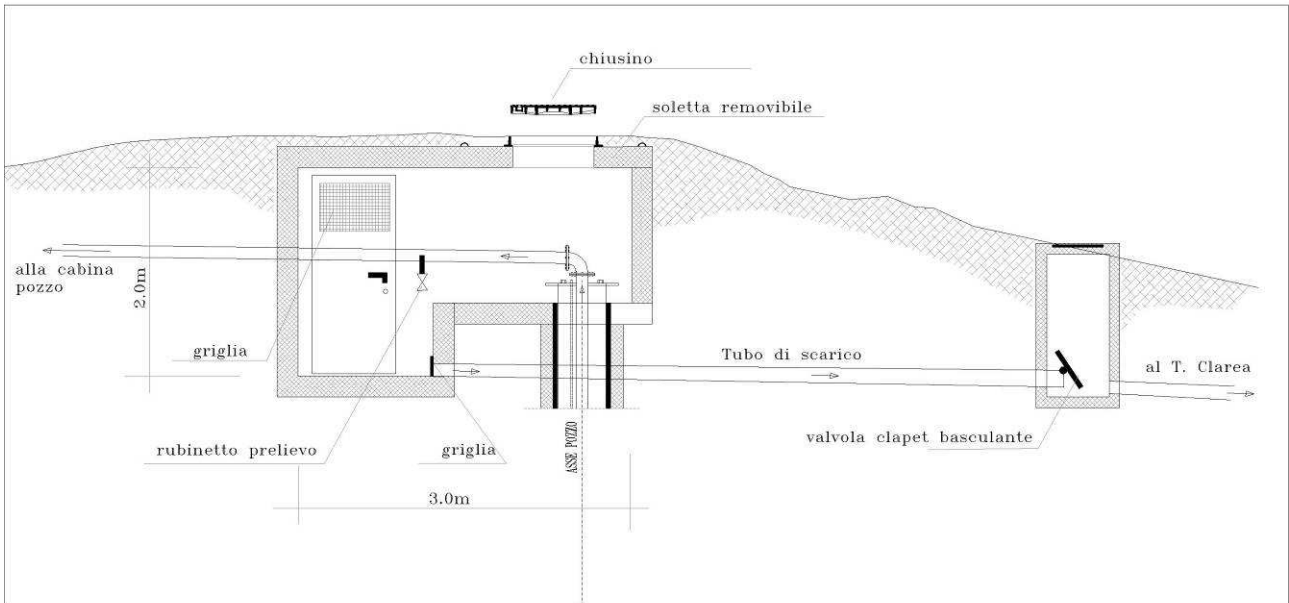 chiusino
soletta removibile
alla cabina
pozzo
2.0m
griglia
Tubo di scarico
al T. Clarea
rubinetto prelievo
griglia
ASSE POZZO
valvola clapet basculante
3.0m